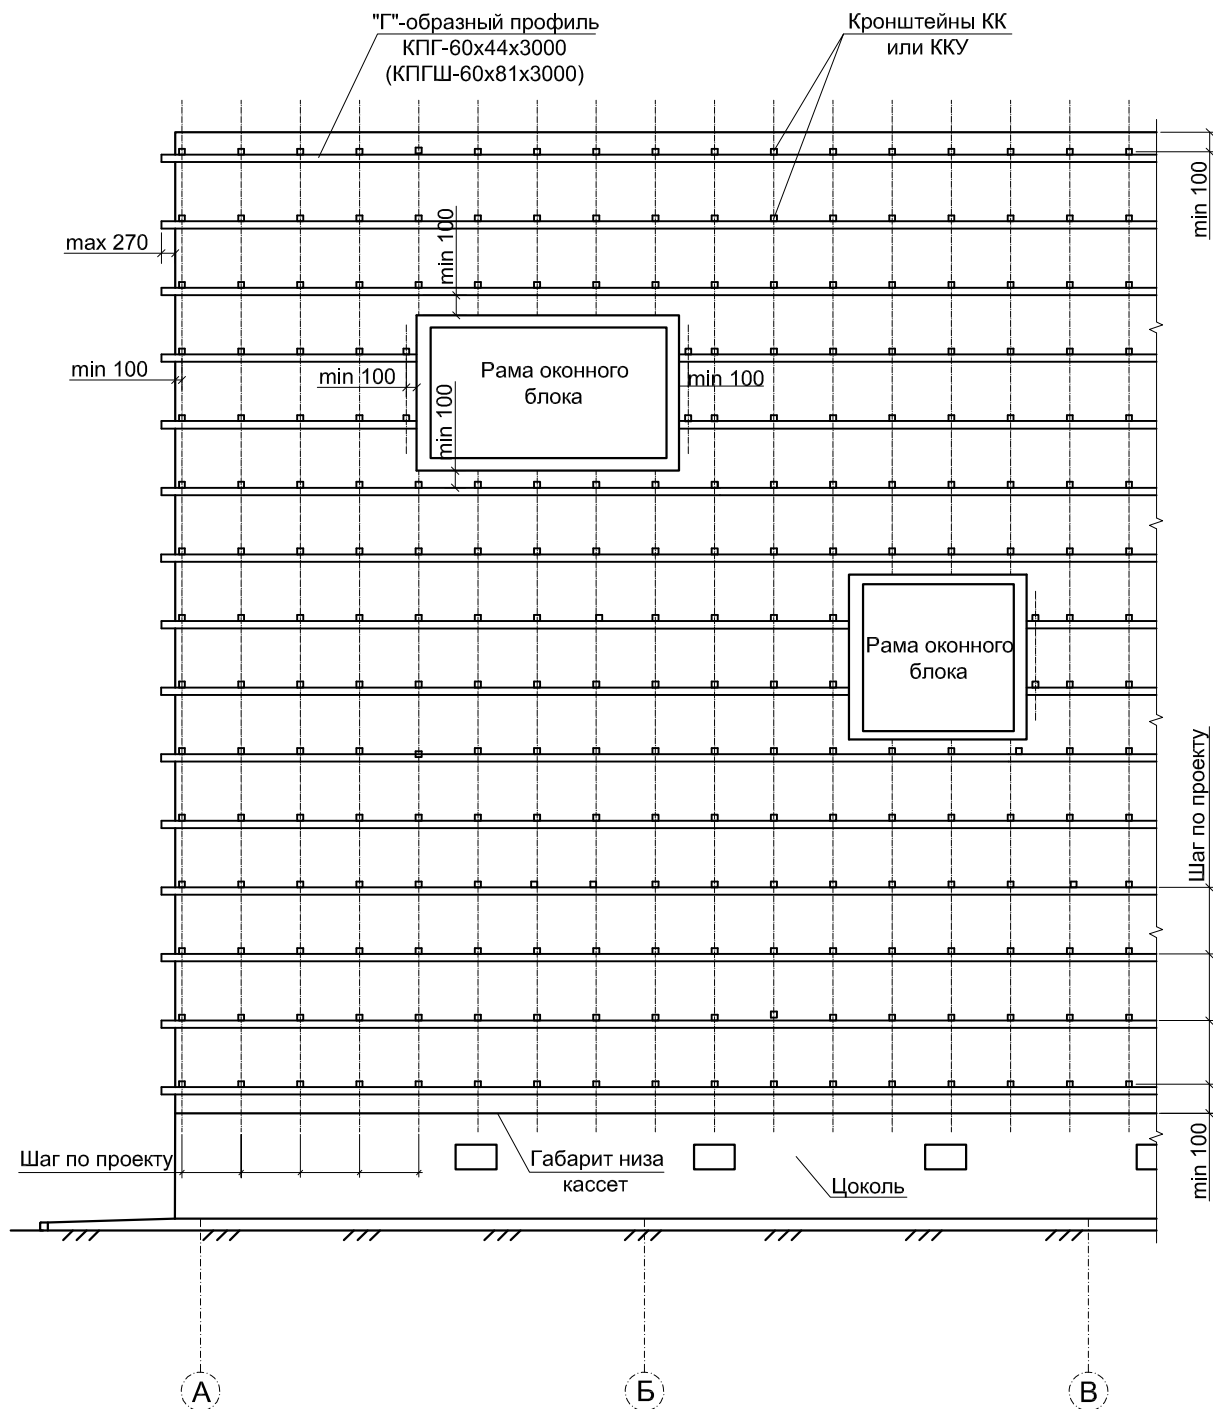 "Г"-образный профиль
КПГ-60х44х3000
(КПГШ-60х81х3000)
Кронштейны КК
или ККУ
min 100
max 270
min 100
min 100
min 100
Рама оконного
блока
min 100
min 100
Рама оконного
блока
Шаг по проекту
Шаг по проекту
Габарит низа
кассет
Цоколь
min 100
А
Б
В